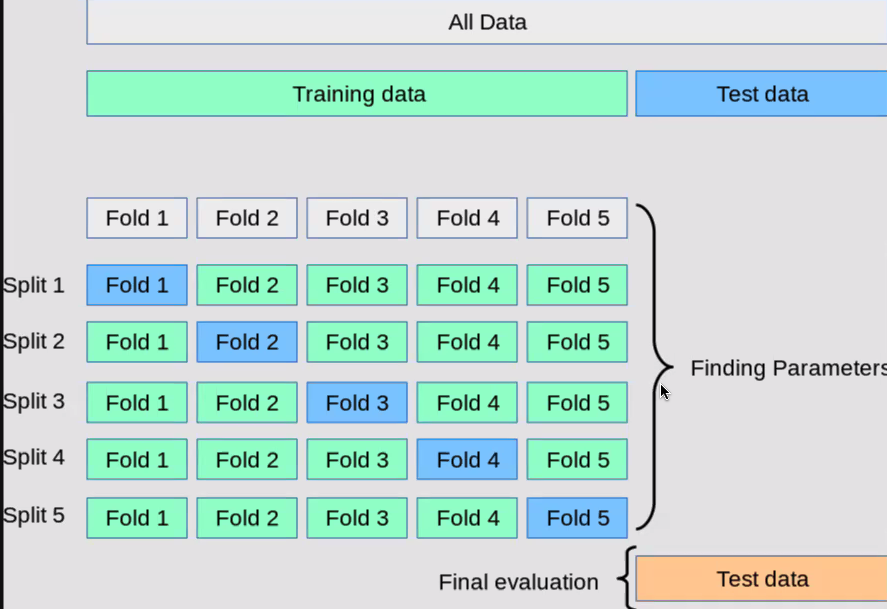 All Data
Training data Test data
Fold 1 Fold 2 Fold 3 Fold 4 Fold 5
Split 1 Fold 1 Fold 2 Fold 3 Fold 4 Fold 5
Split 2 Fold 1 Fold 2 Fold 3 Fold 4 Fold 5
Finding Parameters
Split 3 Fold 1 Fold 2 Fold 3 Fold 4 Fold 5
Split 4 Fold 1 Fold 2 Fold 3 Fold 4 Fold 5
Split 5 Fold 1 Fold 2 Fold 3 Fold 4 Fold 5
Final evaluation Test data